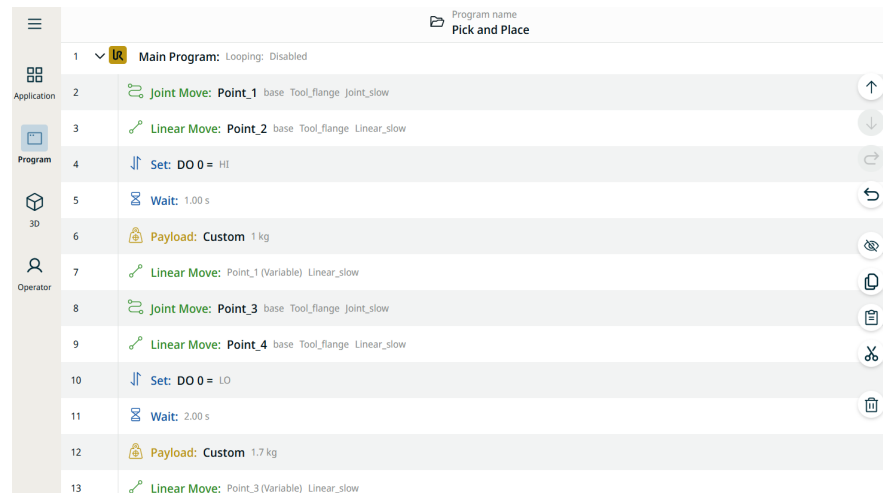 Program name
Pick and Place
Application
Program
3D
Operator
1 Main Program: Looping: Disabled
2 Joint Move: Point_1 base Tool_flange Joint_slow
3 Linear Move: Point_2 base Tool_flange Linear_slow
4 Set: DO 0 = HI
5 Wait: 1.00 s
6 Payload: Custom 1 kg
7 Linear Move: Point_1 (Variable) Linear_slow
8 Joint Move: Point_3 base Tool_flange Joint_slow
9 Linear Move: Point_4 base Tool_flange Linear_slow
10 Set: DO 0 = LO
11 Wait: 2.00 s
12 Payload: Custom 1.7 kg
13 Linear Move: Point_3 (Variable) Linear_slow